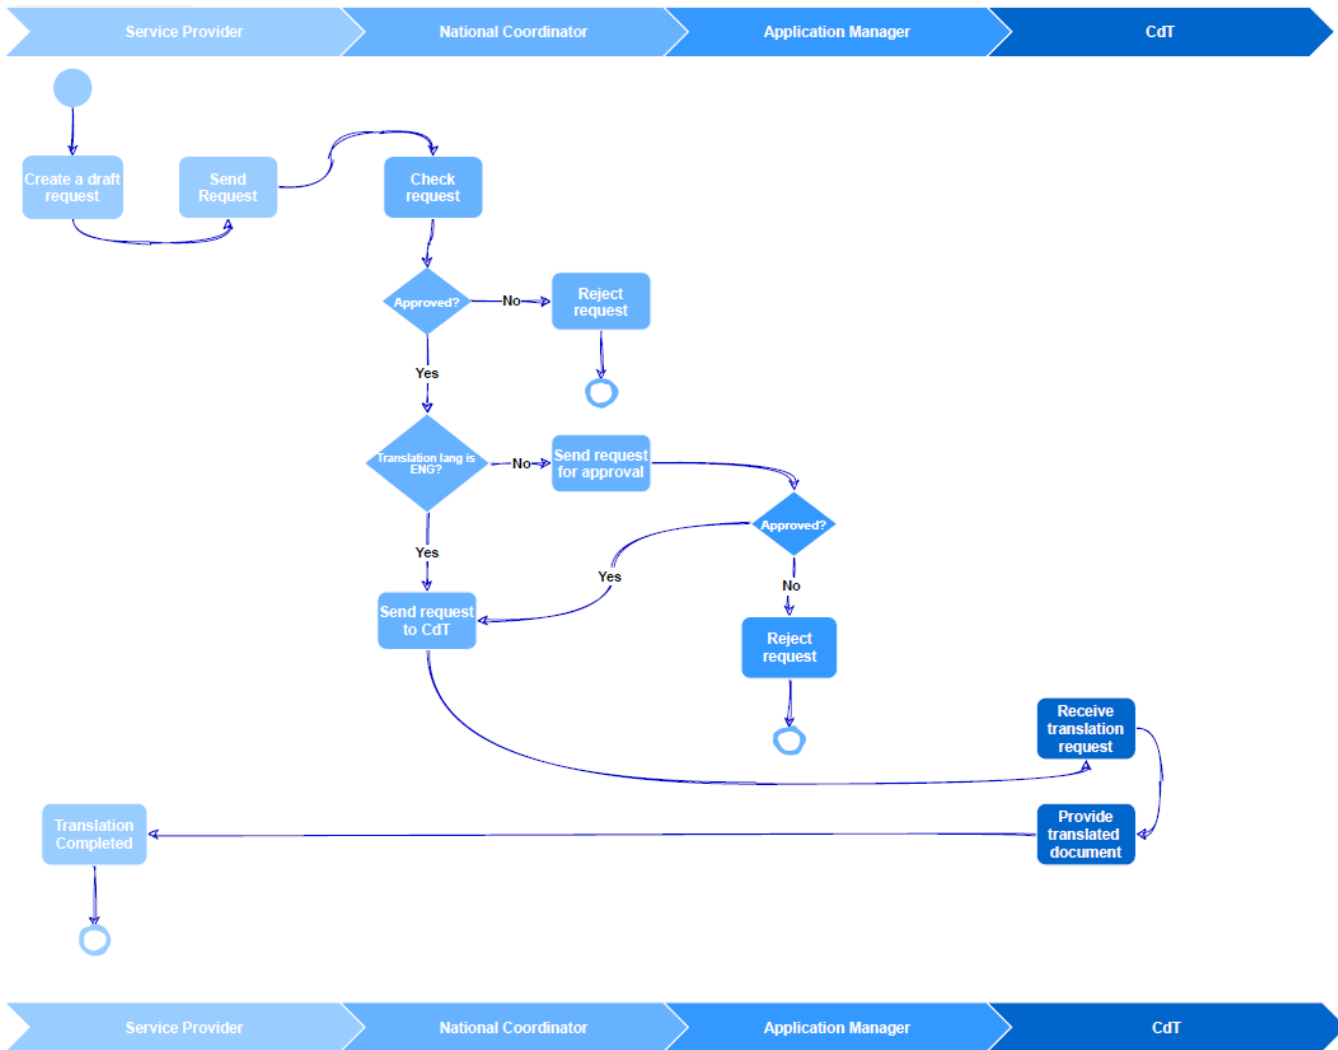 Service Provider
National Coordinator
Application Manager
CdT
Create a draft
request
Send
Request
Check
request
Approved?
No
Reject
request
Yes
Translation lang is
ENG?
No
Send request
for approval
Approved?
Yes
Yes
No
Send request
to CdT
Reject
request
Receive
translation
request
Translation
Completed
Provide
translated
document
Service Provider
National Coordinator
Application Manager
CdT